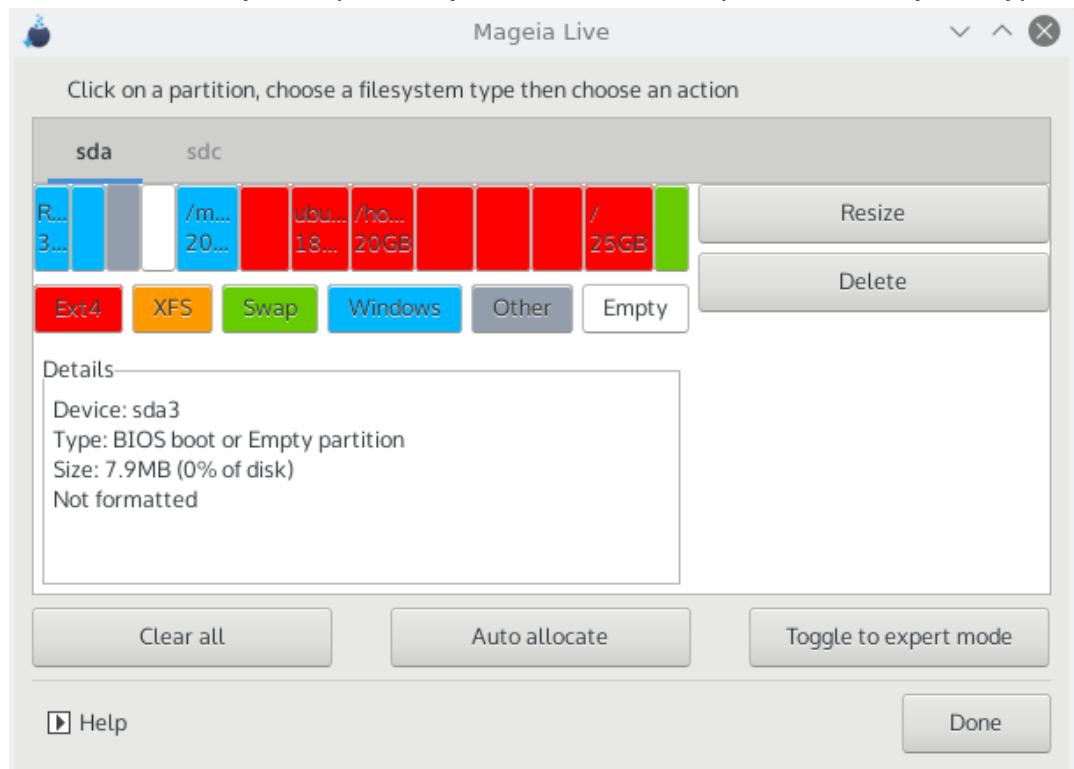 Mageia Live
Click on a partition, choose a filesystem type then choose an action
sda sdc
R... /m... ubu... /ho... /
3... 20... 18... 20GB 25GB
Resize
Delete
Ext4 XFS Swap Windows Other Empty
Details
Device: sda3
Type: BIOS boot or Empty partition
Size: 7.9MB (0% of disk)
Not formatted
Clear all Auto allocate Toggle to expert mode
Help Done